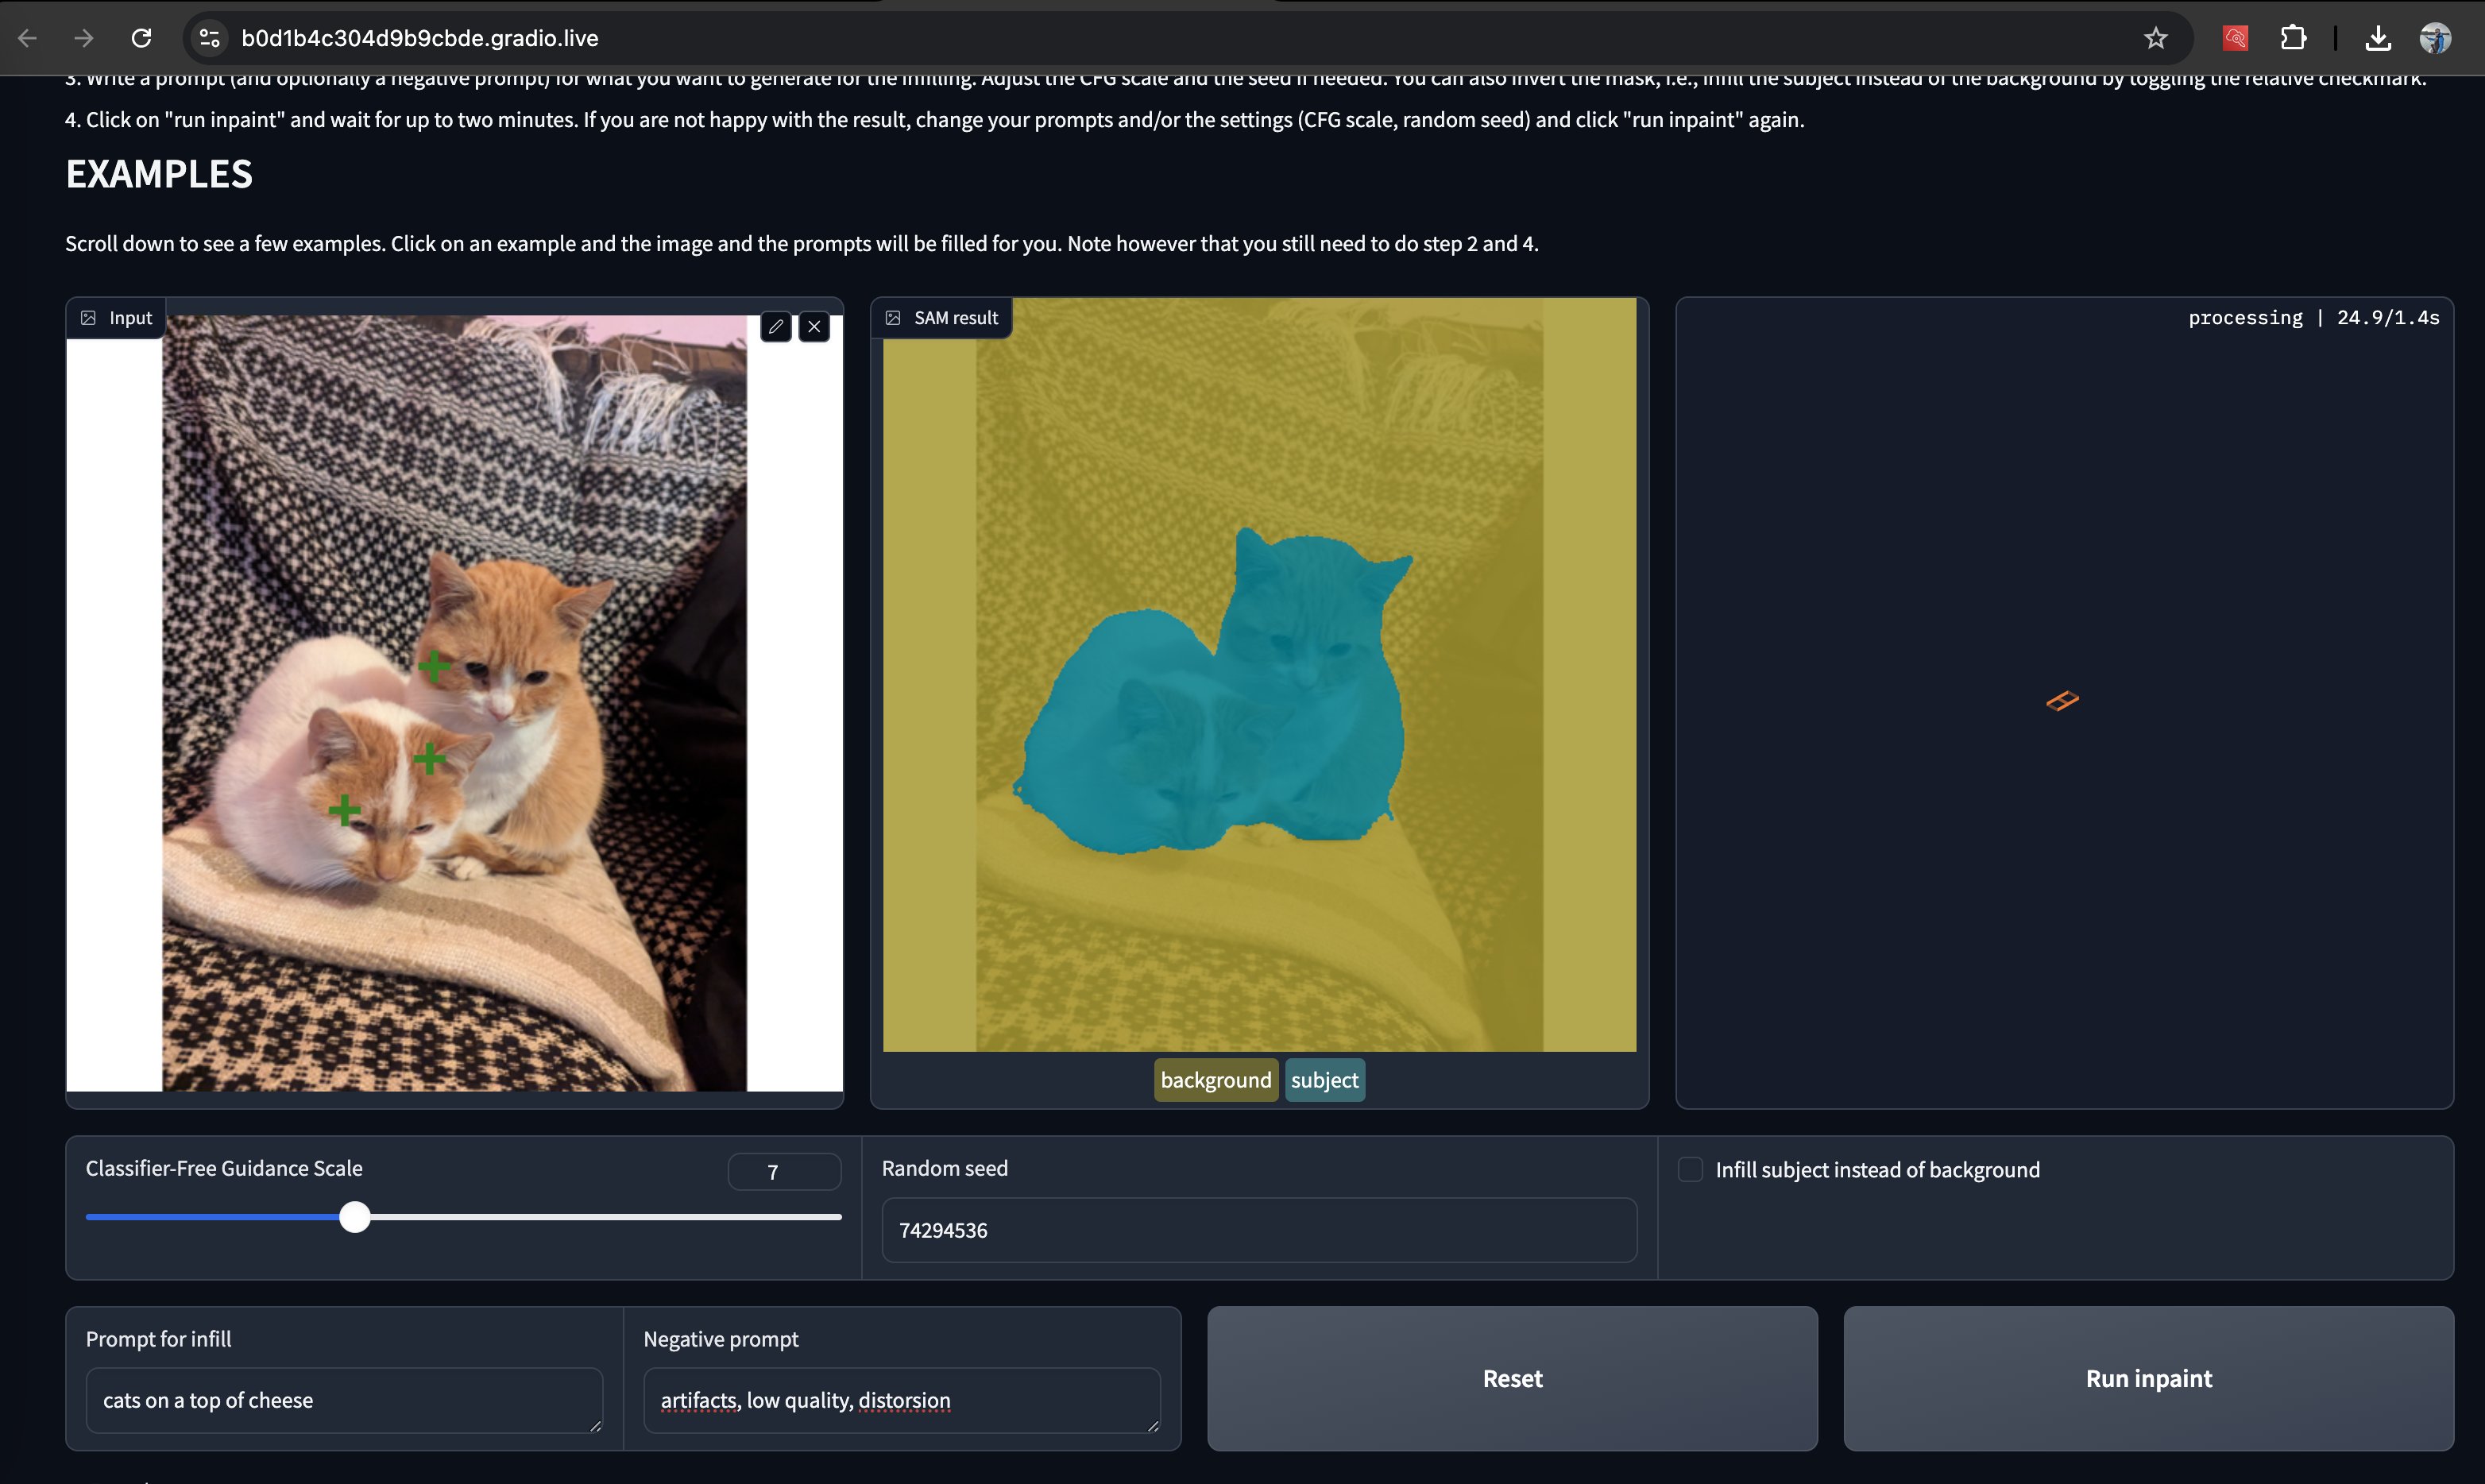 b0d1b4c304d9b9cbde.gradio.live
3. Write a prompt (and optionally a negative prompt) for what you want to generate for the infilling. Adjust the CFG scale and the seed if needed. You can also invert the mask, i.e., infill the subject instead of the background by toggling the relative checkmark.
4. Click on "run inpaint" and wait for up to two minutes. If you are not happy with the result, change your prompts and/or the settings (CFG scale, random seed) and click "run inpaint" again.
EXAMPLES
Scroll down to see a few examples. Click on an example and the image and the prompts will be filled for you. Note however that you still need to do step 2 and 4.
Input
SAM result
processing | 24.9/1.4s
background subject
Classifier-Free Guidance Scale
7
Random seed
74294536
Infill subject instead of background
Prompt for infill
cats on a top of cheese
Negative prompt
artifacts, low quality, distorsion
Reset
Run inpaint